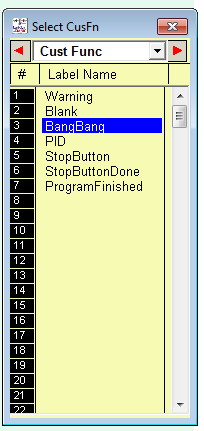 Select CusFn
Cust Func
# Label Name
1 Warning
2 Blank
3 BangBang
4 PID
5 StopButton
6 StopButtonDone
7 ProgramFinished
8
9
10
11
12
13
14
15
16
17
18
19
20
21
22